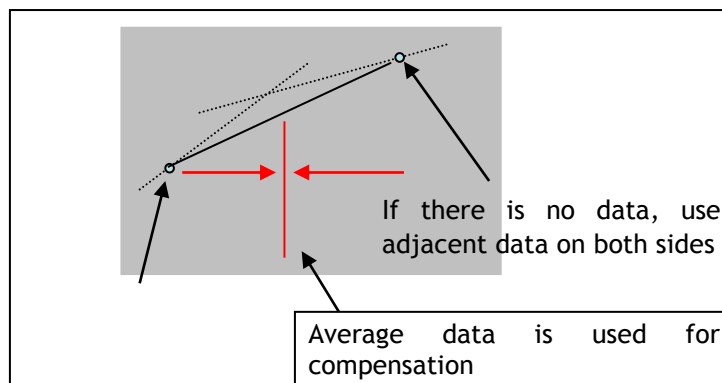 If there is no data, use
adjacent data on both sides
Average data is used for
compensation